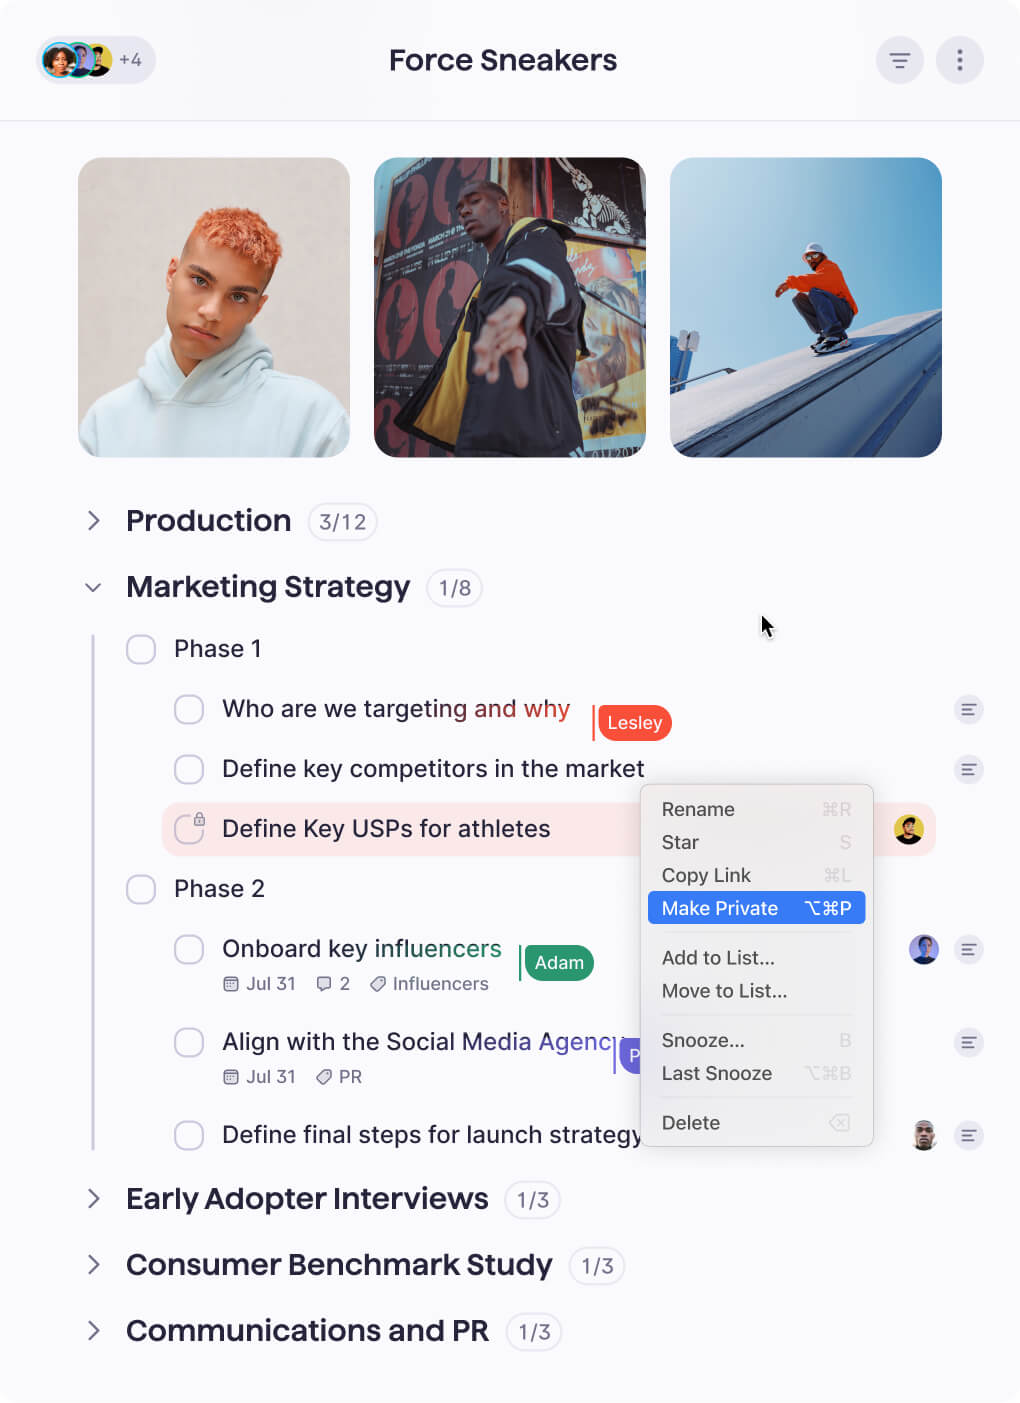 +4
Force Sneakers
PHILLIP PHILLIPS
Production 3/12
Marketing Strategy 1/8
Phase 1
Who are we targeting and why
Lesley
Define key competitors in the market
Define Key USPs for athletes
Phase 2
Onboard key influencers
Adam
Jul 31 2 Influencers
Align with the Social Media Agency
P
Jul 31 PR
Define final steps for launch strategy
Rename ⌘R
Star S
Copy Link ⌘L
Make Private ⌥⌘P
Add to List...
Move to List...
Snooze... B
Last Snooze ⌥⌘B
Delete
Early Adopter Interviews 1/3
Consumer Benchmark Study 1/3
Communications and PR 1/3